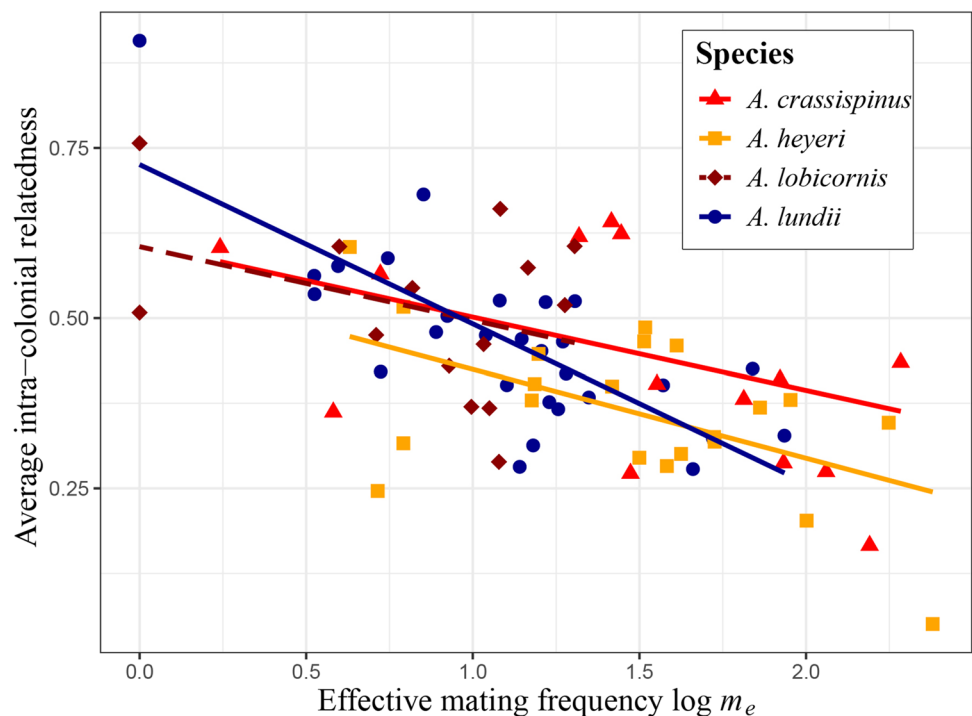 Average intra−colonial relatedness
0.75
0.50
0.25
Species
A. crassispinus
A. heyeri
A. lobicornis
A. lundii
0.0 0.5 1.0 1.5 2.0
Effective mating frequency log mₑ